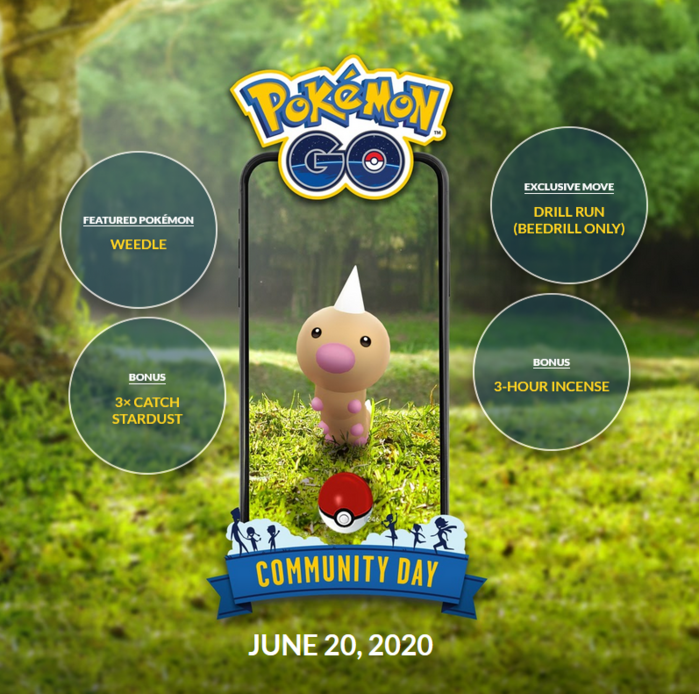 POKéMON
GO
FEATURED POKÉMON
WEEDLE
EXCLUSIVE MOVE
DRILL RUN
(BEEDRILL ONLY)
BONUS
3× CATCH
STARDUST
BONUS
3-HOUR INCENSE
COMMUNITY DAY
JUNE 20, 2020